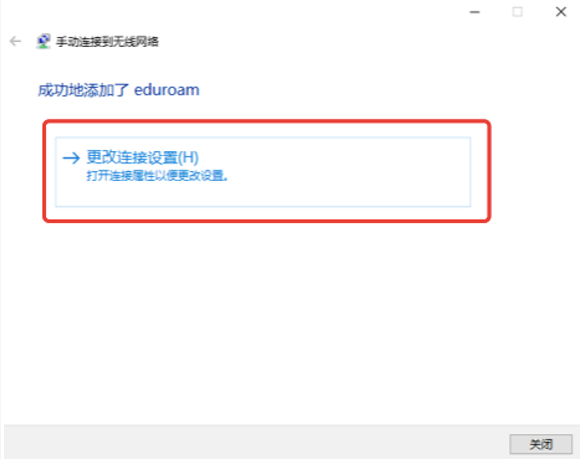 手动连接到无线网络
成功地添加了 eduroam
更改连接设置(H)
打开连接属性以便更改设置。
关闭